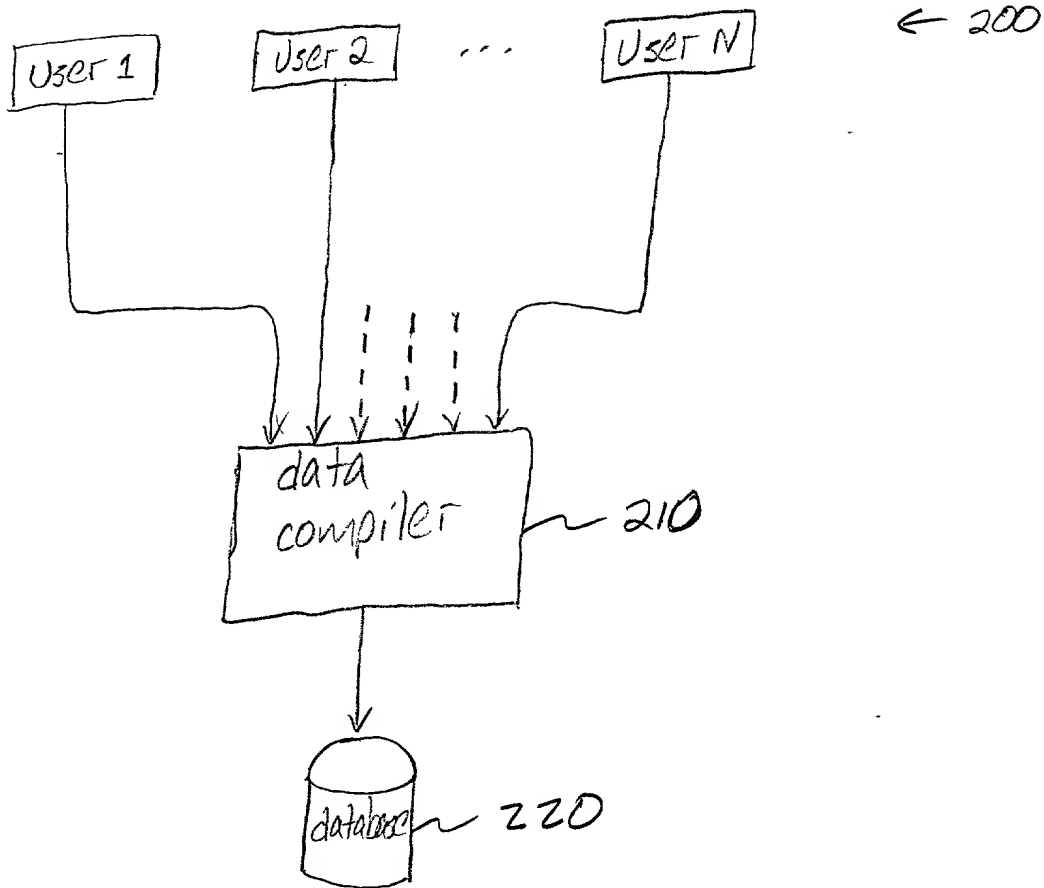 ← 200
User 1
User 2
...
User N
data
compiler
210
database
220